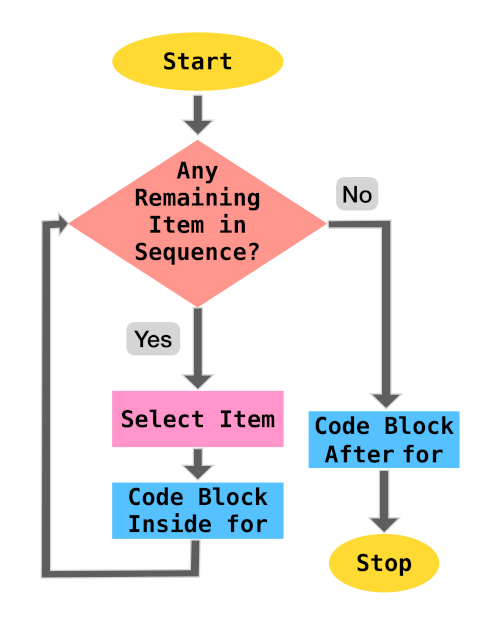 Start
Any
Remaining
Item in
Sequence?
No
Yes
Select Item
Code Block
Inside for
Code Block
After for
Stop